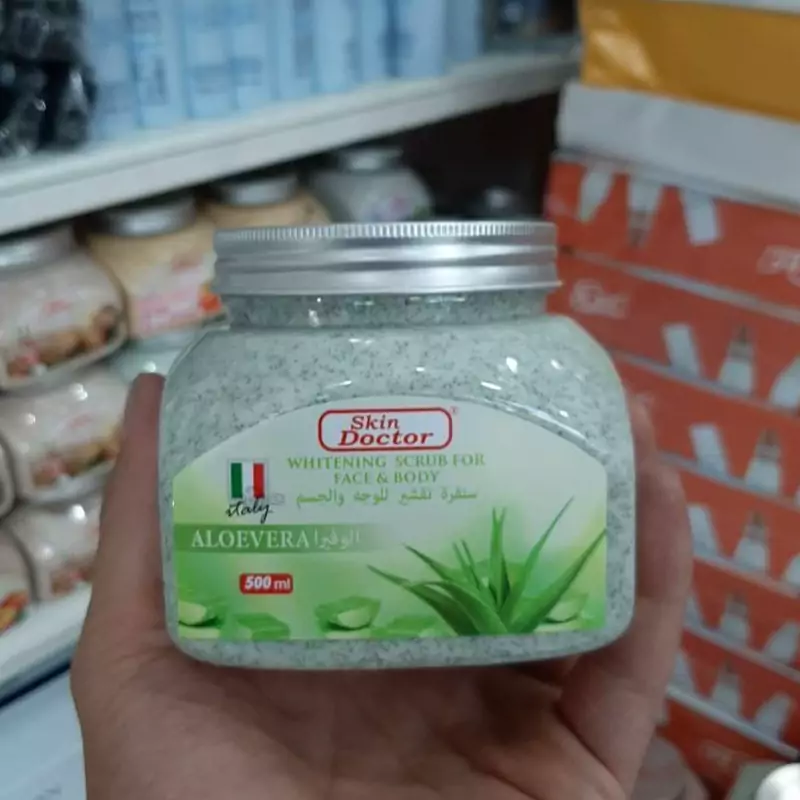 Skin
Doctor
WHITENING SCRUB FOR
FACE & BODY
سنفرة تقشير للوجه والجسم
italy
ALOEVERA الوفيرا
500 ml